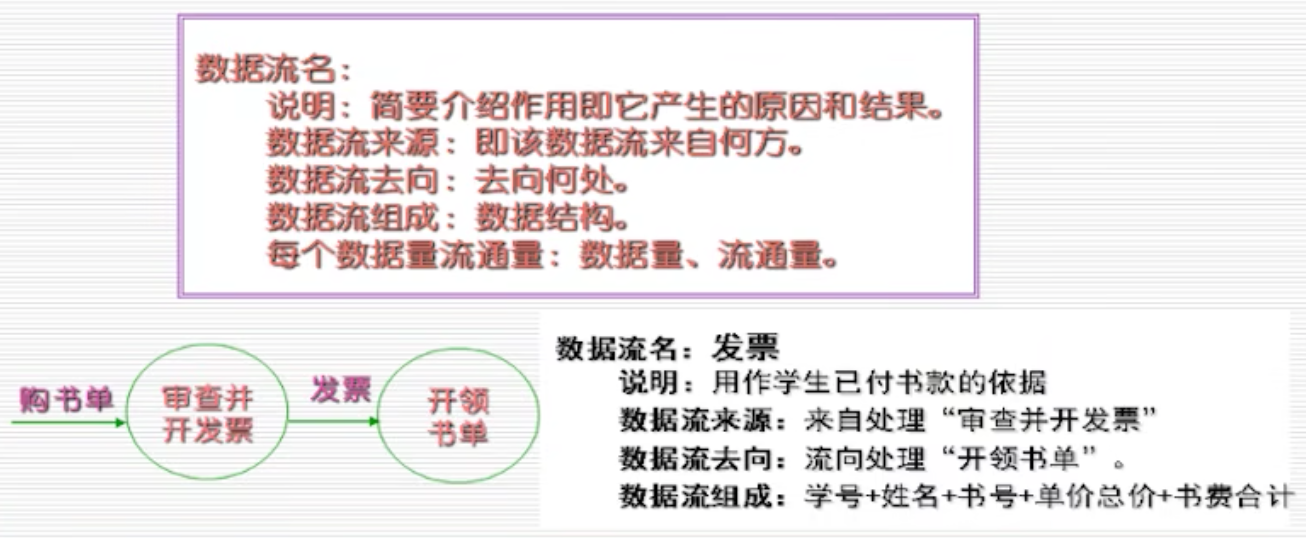 数据流名：
说明：简要介绍作用即它产生的原因和结果。
数据流来源：即该数据流来自何方。
数据流去向：去向何处。
数据流组成：数据结构。
每个数据量流通量：数据量、流通量。
购书单
审查并
开发票
发票
开领
书单
数据流名：发票
说明：用作学生已付书款的依据
数据流来源：来自处理“审查并开发票”
数据流去向：流向处理“开领书单”。
数据流组成：学号+姓名+书号+单价总价+书费合计